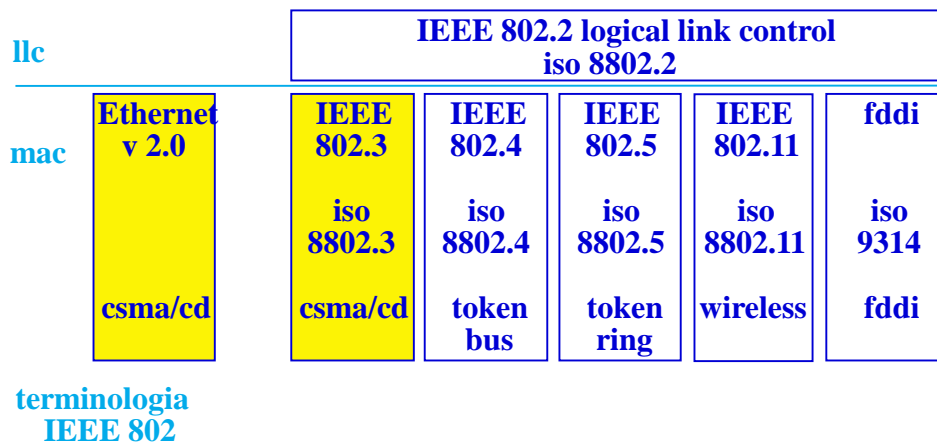 llc
IEEE 802.2 logical link control
iso 8802.2
mac
Ethernet
v 2.0
csma/cd
IEEE
802.3
iso
8802.3
csma/cd
IEEE
802.4
iso
8802.4
token
bus
IEEE
802.5
iso
8802.5
token
ring
IEEE
802.11
iso
8802.11
wireless
fddi
iso
9314
fddi
terminologia
IEEE 802